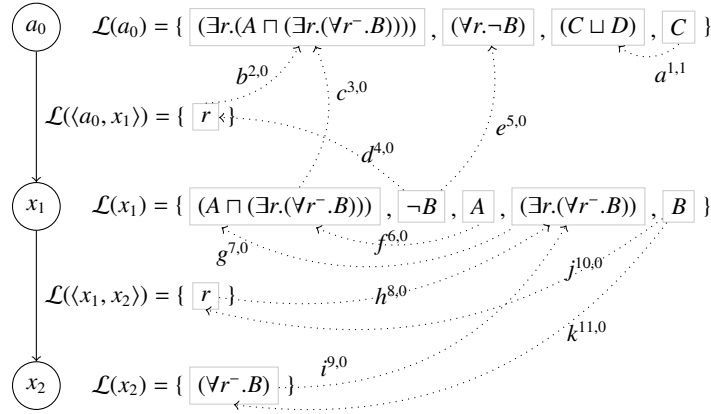 a₀ ℒ(a₀) = { (∃r.(A ⊓ (∃r.(∀r⁻.B)))) , (∀r.¬B) , (C ⊔ D) , C }
b²,⁰ c³,⁰ a¹,¹
ℒ(⟨a₀, x₁⟩) = { r } e⁵,⁰
d⁴,⁰
x₁ ℒ(x₁) = { (A ⊓ (∃r.(∀r⁻.B))) , ¬B , A , (∃r.(∀r⁻.B)) , B }
g⁷,⁰ f⁶,⁰
ℒ(⟨x₁, x₂⟩) = { r } h⁸,⁰ j¹⁰,⁰
k¹¹,⁰
x₂ ℒ(x₂) = { (∀r⁻.B) } i⁹,⁰